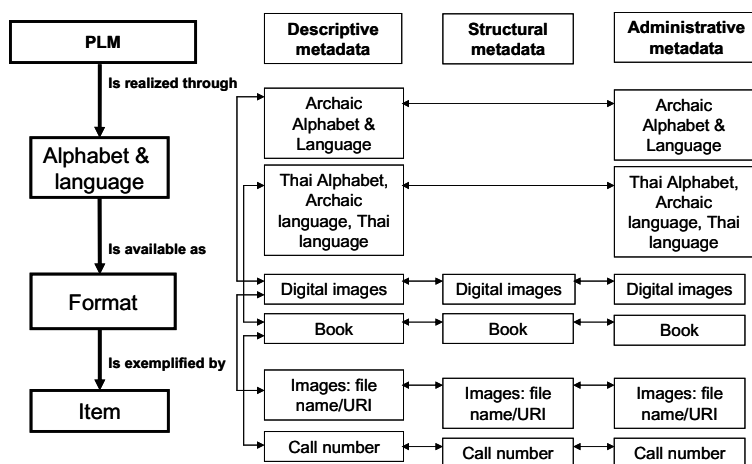 PLM
Is realized through
Alphabet &
language
Is available as
Format
Is exemplified by
Item
Descriptive
metadata
Structural
metadata
Administrative
metadata
Archaic
Alphabet &
Language
Archaic
Alphabet &
Language
Thai Alphabet,
Archaic
language, Thai
language
Thai Alphabet,
Archaic
language, Thai
language
Digital images
Digital images
Digital images
Book
Book
Book
Images: file
name/URI
Images: file
name/URI
Images: file
name/URI
Call number
Call number
Call number